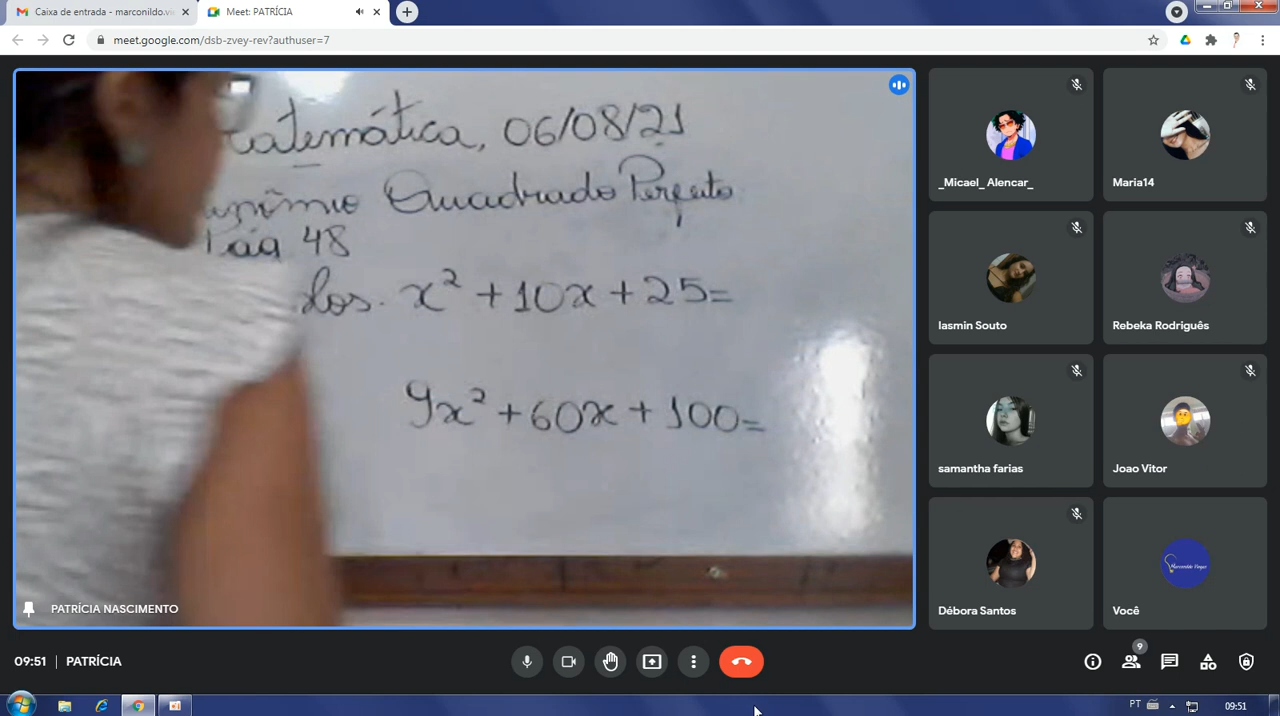 Caixa de entrada - marconildo.vie
Meet: PATRÍCIA
meet.google.com/dsb-zvey-rev?authuser=7
atemática, 06/08/21
Quadrado Perfeito
48
x² + 10x + 25=
9x² + 60x + 100=
PATRÍCIA NASCIMENTO
_Micael_ Alencar_
Maria14
Iasmin Souto
Rebeka Rodriguês
samantha farias
Joao Vitor
Débora Santos
Você
09:51 | PATRÍCIA
9
PT
09:51